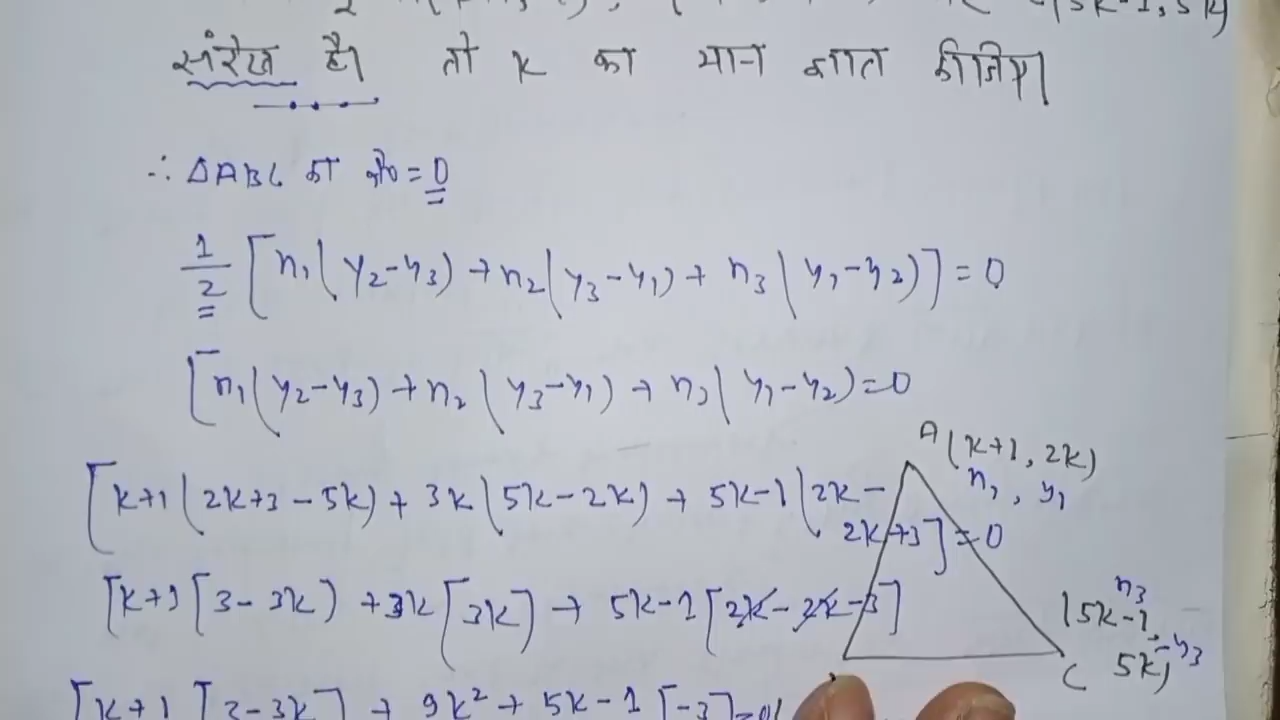 5k-1, 5k)
संरेख है। तो k का मान ज्ञात कीजिए।
∴ ΔABC का क्षे० = 0
1/2 [x₁(y₂-y₃) + x₂(y₃-y₁) + x₃(y₁-y₂)] = 0
[x₁(y₂-y₃) + x₂(y₃-y₁) + x₃(y₁-y₂) = 0
A(k+1, 2k)
x₁, y₁
[k+1(2k+3-5k) + 3k(5k-2k) + 5k-1(2k-
2k+3] = 0
[k+1[3-3k) + 3k[3k] + 5k-1[2k-2k-3]
x₃
(5k-1,
C 5k) y₃
[k+1[3-3k] + 9k² + 5k-1[-3]=0